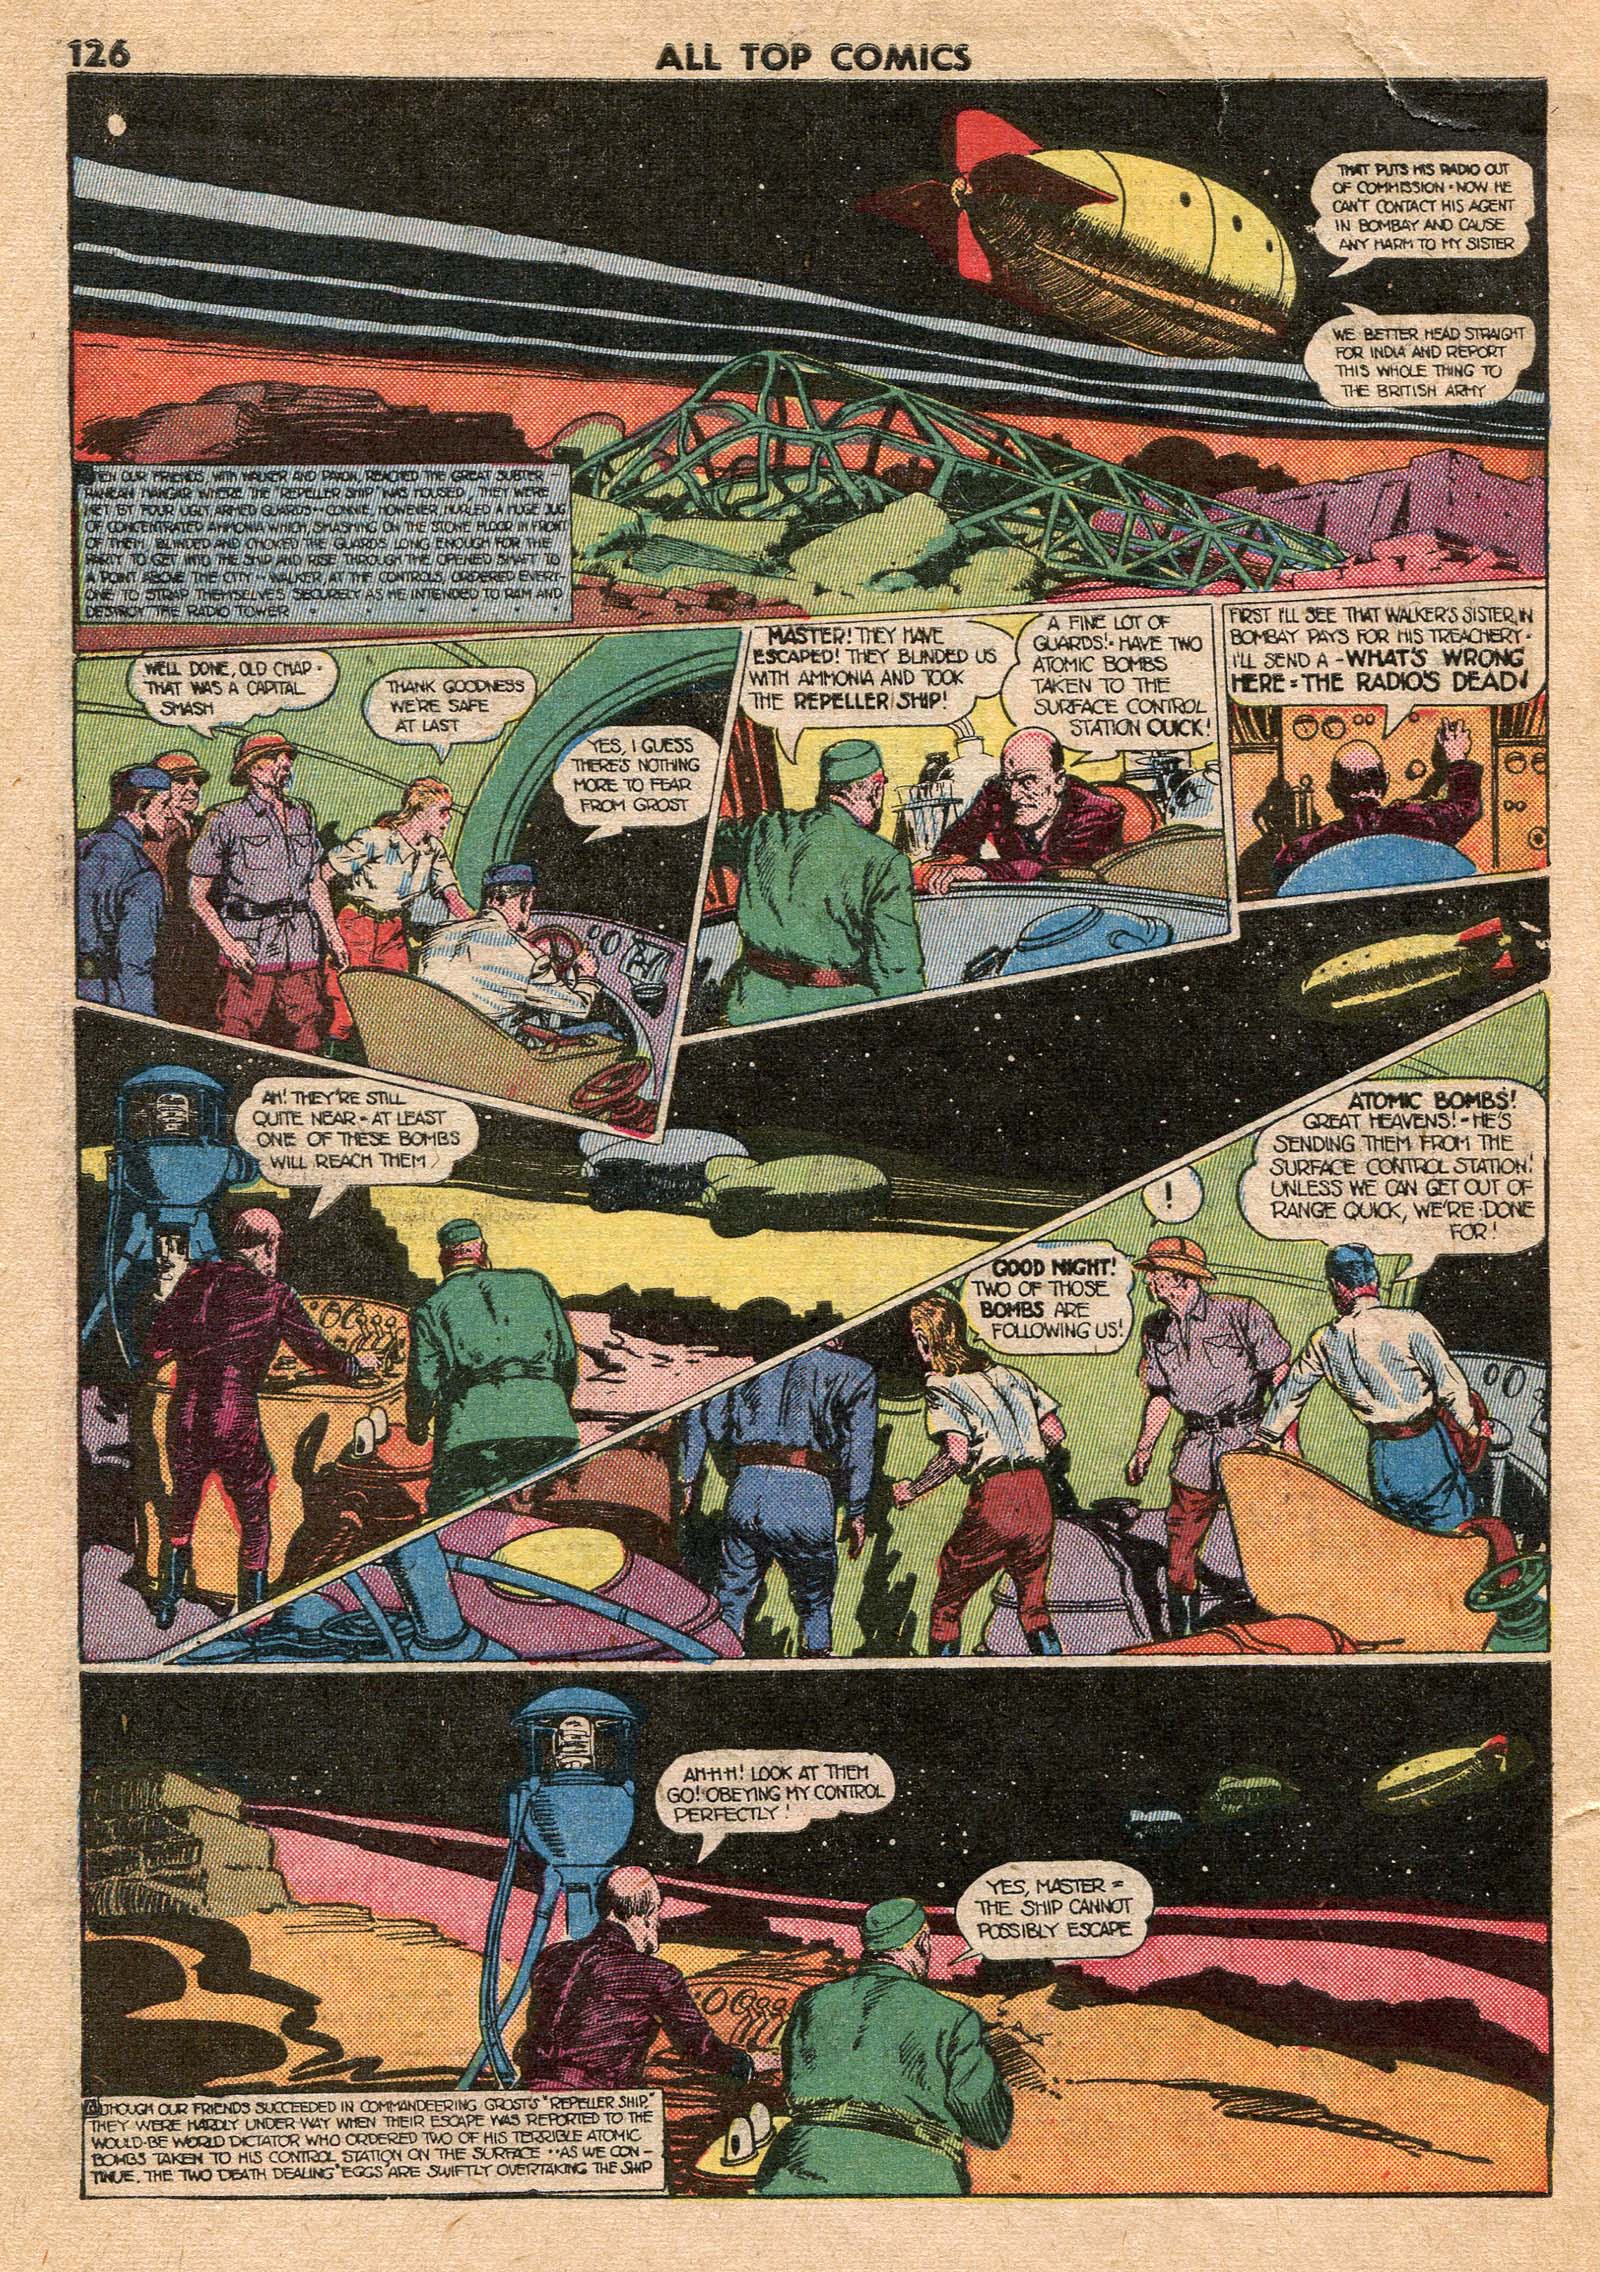 126
ALL TOP COMICS
THAT PUTS HIS RADIO OUT
OF COMMISSION - NOW HE
CAN'T CONTACT HIS AGENT
IN BOMBAY AND CAUSE
ANY HARM TO MY SISTER
WE BETTER HEAD STRAIGHT
FOR INDIA AND REPORT
THIS WHOLE THING TO
THE BRITISH ARMY
WHEN OUR FRIENDS, WITH WALKER AND PAXON, REACHED THE GREAT SUBTER-
RANEAN HANGAR WHERE THE "REPELLER SHIP" WAS HOUSED, THEY WERE
MET BY FOUR UGLY ARMED GUARDS -- CONNIE, HOWEVER, HURLED A HUGE JUG
OF CONCENTRATED AMMONIA WHICH, SMASHING ON THE STONE FLOOR IN FRONT
OF THEM, BLINDED AND CHOKED THE GUARDS LONG ENOUGH FOR THE
PARTY TO GET INTO THE SHIP AND RISE THROUGH THE OPENED SHAFT TO
A POINT ABOVE THE CITY -- WALKER, AT THE CONTROLS, ORDERED EVERY-
ONE TO STRAP THEMSELVES SECURELY AS HE INTENDED TO RAM AND
DESTROY THE RADIO TOWER
WELL DONE, OLD CHAP -
THAT WAS A CAPITAL
SMASH
THANK GOODNESS
WE'RE SAFE
AT LAST
YES, I GUESS
THERE'S NOTHING
MORE TO FEAR
FROM GROST
MASTER! THEY HAVE
ESCAPED! THEY BLINDED US
WITH AMMONIA AND TOOK
THE REPELLER SHIP!
A FINE LOT OF
GUARDS! - HAVE TWO
ATOMIC BOMBS
TAKEN TO THE
SURFACE CONTROL
STATION QUICK!
FIRST I'LL SEE THAT WALKER'S SISTER, IN
BOMBAY PAYS FOR HIS TREACHERY -
I'LL SEND A - WHAT'S WRONG
HERE = THE RADIO'S DEAD!
AH! THEY'RE STILL
QUITE NEAR - AT LEAST
ONE OF THESE BOMBS
WILL REACH THEM
!
GOOD NIGHT!
TWO OF THOSE
BOMBS ARE
FOLLOWING US!
ATOMIC BOMBS!
GREAT HEAVENS! - HE'S
SENDING THEM FROM THE
SURFACE CONTROL STATION!
UNLESS WE CAN GET OUT OF
RANGE QUICK, WE'RE DONE
FOR!
AH-H-H! LOOK AT THEM
GO! OBEYING MY CONTROL
PERFECTLY!
YES, MASTER =
THE SHIP CANNOT
POSSIBLY ESCAPE
ALTHOUGH OUR FRIENDS SUCCEEDED IN COMMANDEERING GROST'S "REPELLER SHIP,"
THEY WERE HARDLY UNDER WAY WHEN THEIR ESCAPE WAS REPORTED TO THE
WOULD-BE WORLD DICTATOR WHO ORDERED TWO OF HIS TERRIBLE ATOMIC
BOMBS TAKEN TO HIS CONTROL STATION ON THE SURFACE -- AS WE CON-
TINUE, THE TWO DEATH DEALING "EGGS" ARE SWIFTLY OVERTAKING THE SHIP